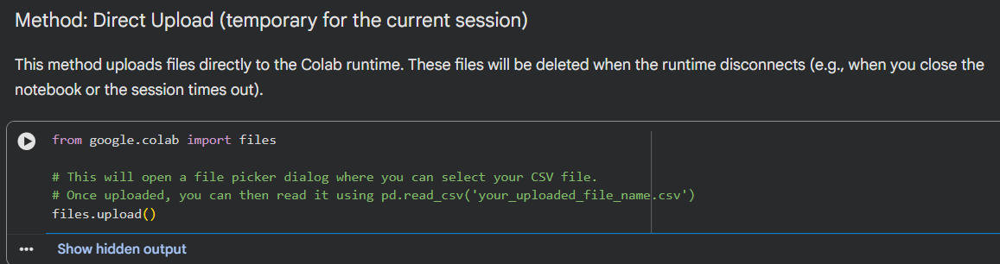 Method: Direct Upload (temporary for the current session)
This method uploads files directly to the Colab runtime. These files will be deleted when the runtime disconnects (e.g., when you close the
notebook or the session times out).
from google.colab import files
# This will open a file picker dialog where you can select your CSV file.
# Once uploaded, you can then read it using pd.read_csv('your_uploaded_file_name.csv')
files.upload()
Show hidden output